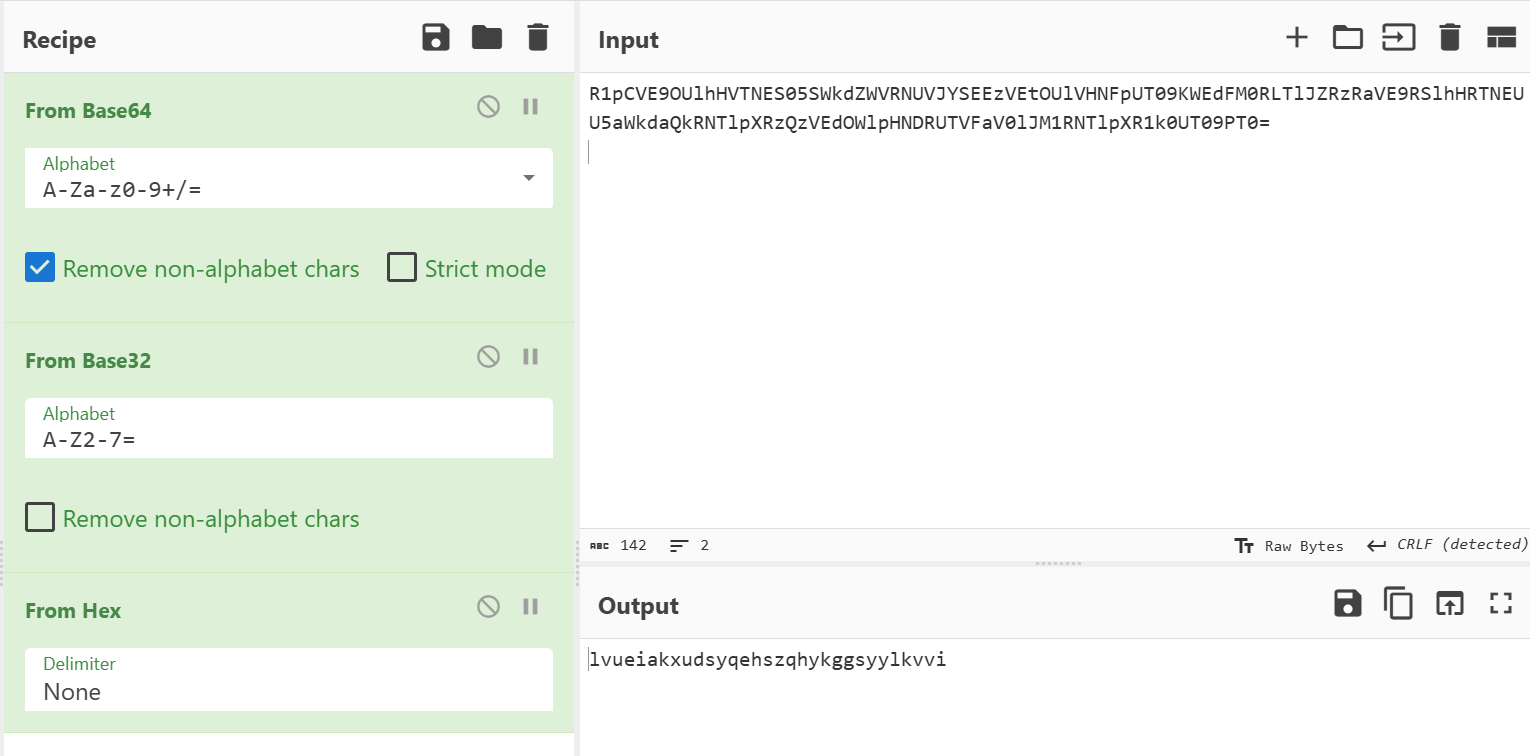 Recipe
From Base64
Alphabet
A-Za-z0-9+/=
Remove non-alphabet chars
Strict mode
From Base32
Alphabet
A-Z2-7=
Remove non-alphabet chars
From Hex
Delimiter
None
Input
R1pCVE9OUlhHVTNES05SWkdZWVRNUVJYSEEzVEtOUlVHNFpUT09KWEdFM0RLTlJZRzRaVE9RSlhHRTNEU
U5aWkdaQkRNTlpXRzQzVEdOWlpHNDRUTVFaV0lJM1RNTlpXR1k0UT09PT0=
ABC 142
2
Tт Raw Bytes
CRLF (detected)
Output
lvueiakxudsyqehszqhykggsyylkvvi